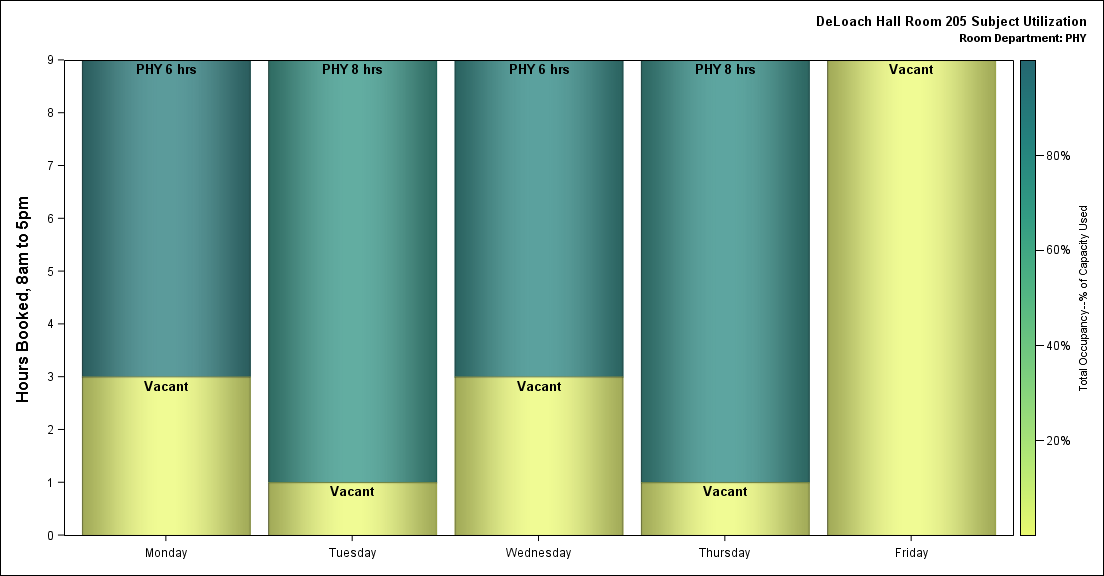 DeLoach Hall Room 205 Subject Utilization
Room Department: PHY
Hours Booked, 8am to 5pm
9
8
7
6
5
4
3
2
1
0
PHY 6 hrs
Vacant
PHY 8 hrs
Vacant
PHY 6 hrs
Vacant
PHY 8 hrs
Vacant
Vacant
Monday
Tuesday
Wednesday
Thursday
Friday
80%
60%
40%
20%
Total Occupancy--% of Capacity Used